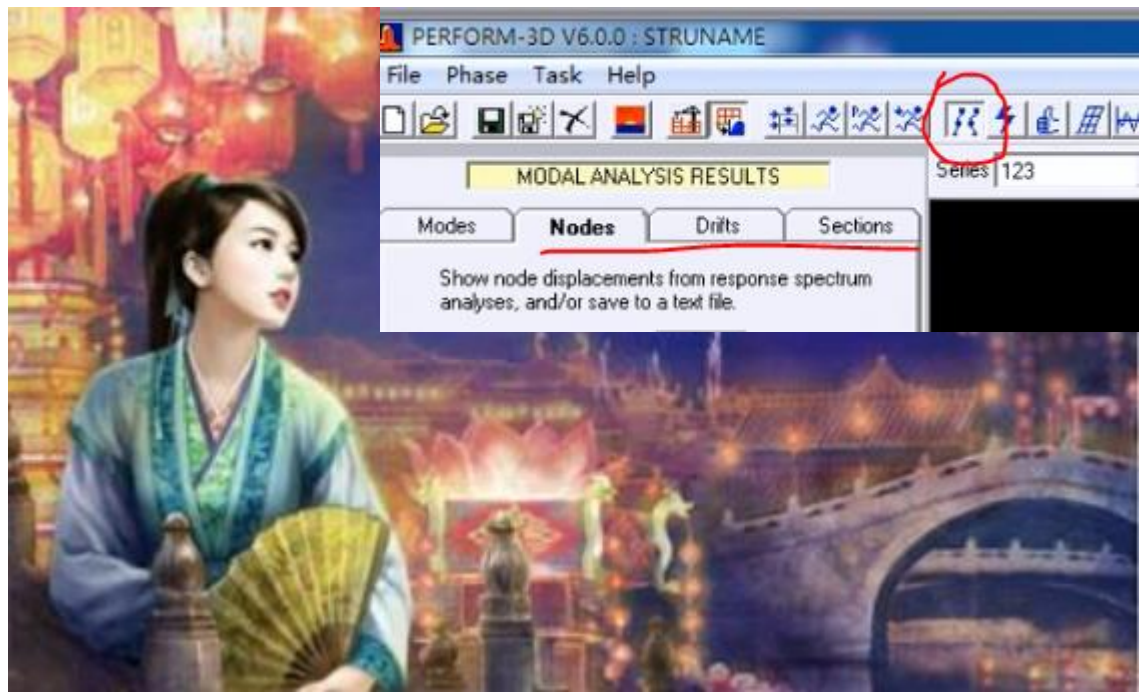 PERFORM-3D V6.0.0 : STRUNAME
File Phase Task Help
MODAL ANALYSIS RESULTS
Series 123
Modes Nodes Drifts Sections
Show node displacements from response spectrum
analyses, and/or save to a text file.